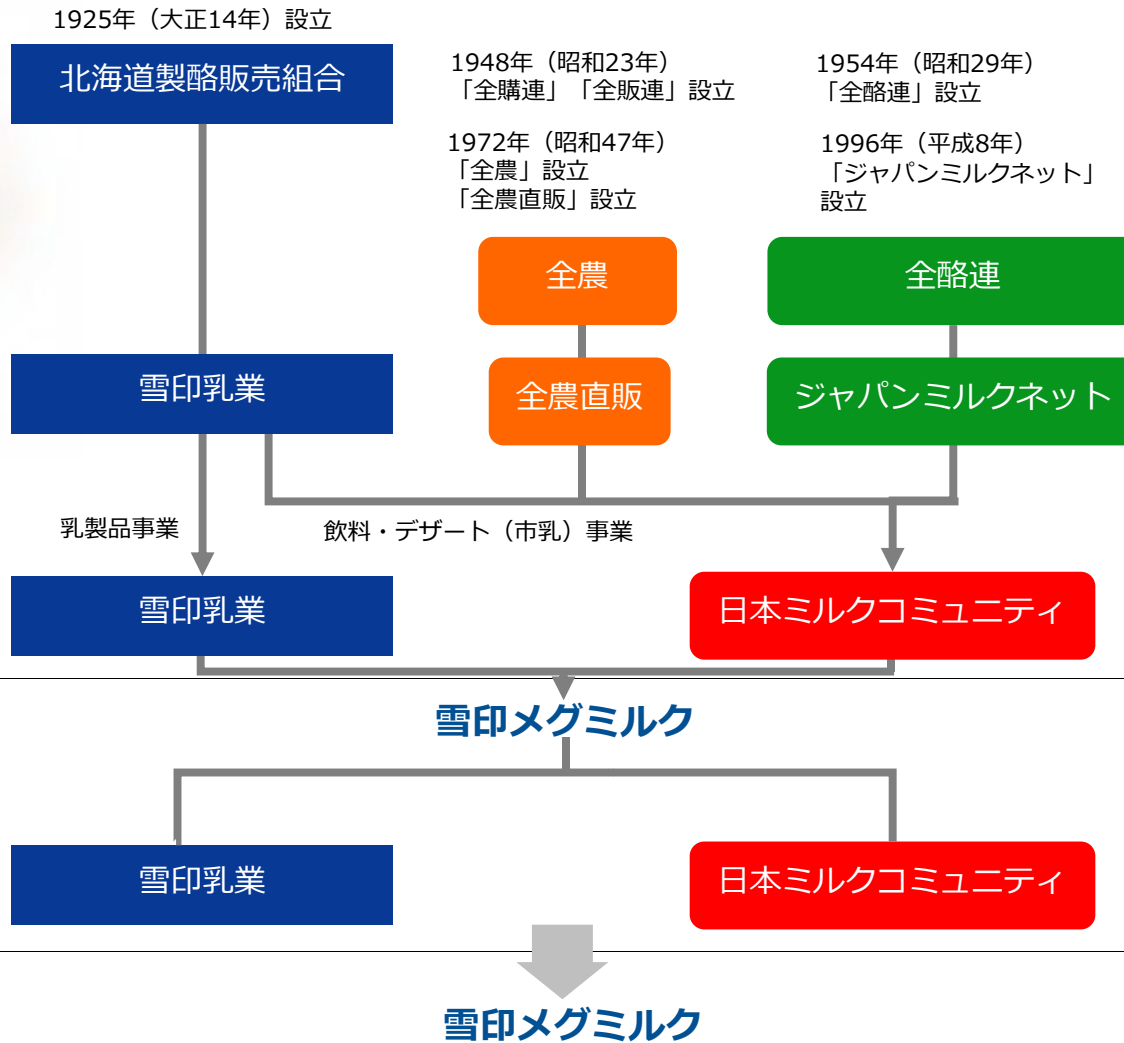 1925年（大正14年）設立
北海道製酪販売組合
1948年（昭和23年）
「全購連」「全販連」設立
1954年（昭和29年）
「全酪連」設立
1972年（昭和47年）
「全農」設立
「全農直販」設立
1996年（平成8年）
「ジャパンミルクネット」
設立
全農
全酪連
雪印乳業
全農直販
ジャパンミルクネット
乳製品事業
飲料・デザート（市乳）事業
雪印乳業
日本ミルクコミュニティ
雪印メグミルク
雪印乳業
日本ミルクコミュニティ
雪印メグミルク